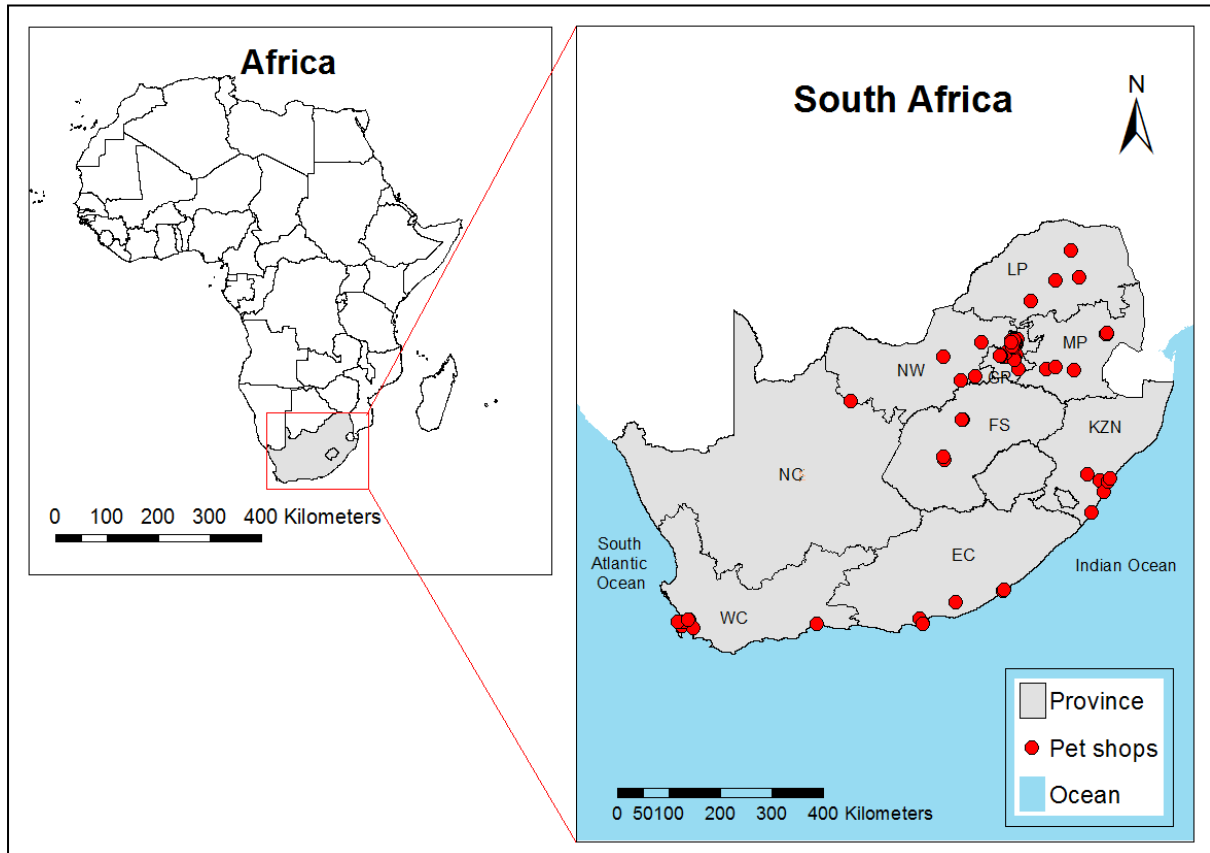 Africa
0 100 200 300 400 Kilometers
South Africa
N
LP
MP
NW
GP
FS
KZN
NC
EC
WC
South
Atlantic
Ocean
Indian Ocean
Province
Pet shops
Ocean
0 50100 200 300 400 Kilometers